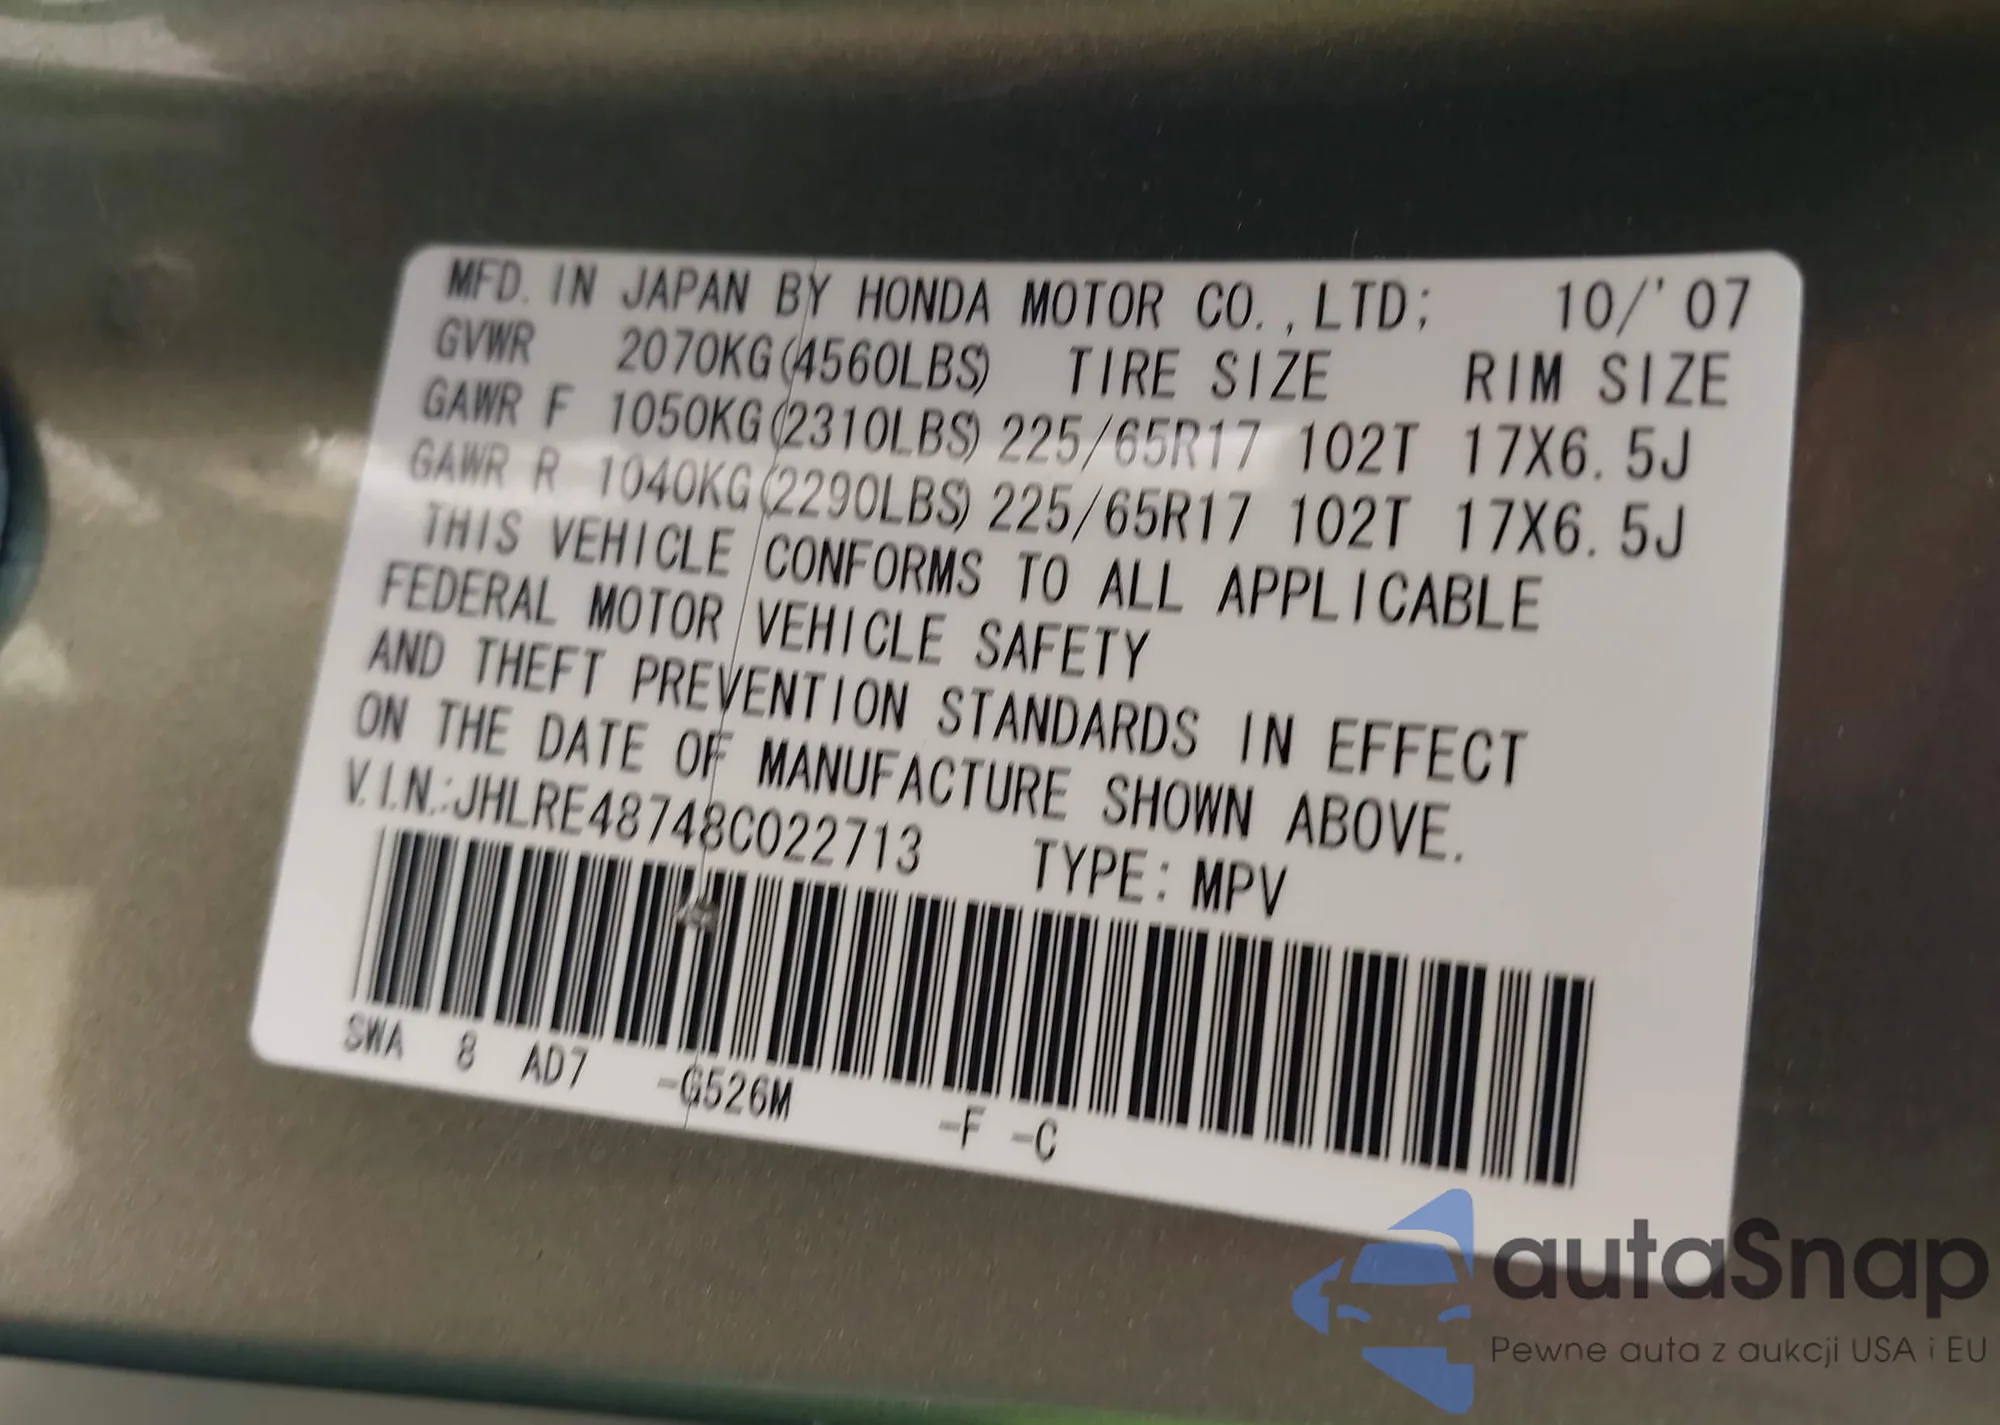 MFD. IN JAPAN BY HONDA MOTOR CO., LTD; 10/'07
GVWR 2070KG(4560LBS) TIRE SIZE RIM SIZE
GAWR F 1050KG(2310LBS) 225/65R17 102T 17X6.5J
GAWR R 1040KG(2290LBS) 225/65R17 102T 17X6.5J
THIS VEHICLE CONFORMS TO ALL APPLICABLE
FEDERAL MOTOR VEHICLE SAFETY
AND THEFT PREVENTION STANDARDS IN EFFECT
ON THE DATE OF MANUFACTURE SHOWN ABOVE.
V.I.N.:JHLRE48748C022713 TYPE: MPV
SWA 8 AD7 -G526M -F -C
autaSnap
Pewne auta z aukcji USA i EU